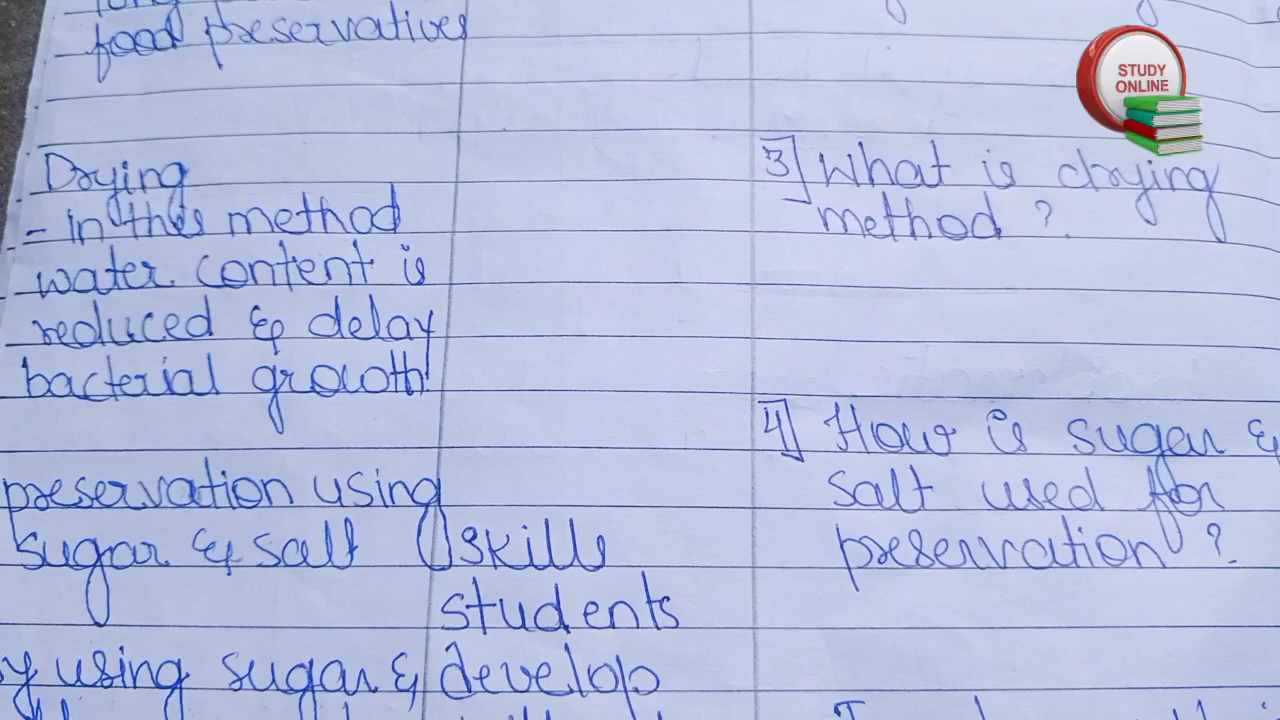 food preservatives
Drying
- in this method
water content is
reduced & delay
bacterial growth
preservation using
sugar & salt
y using sugar &
skills
students
develop
3] What is drying
method ?
4] How is sugar &
salt used for
preservation ?
STUDY
ONLINE